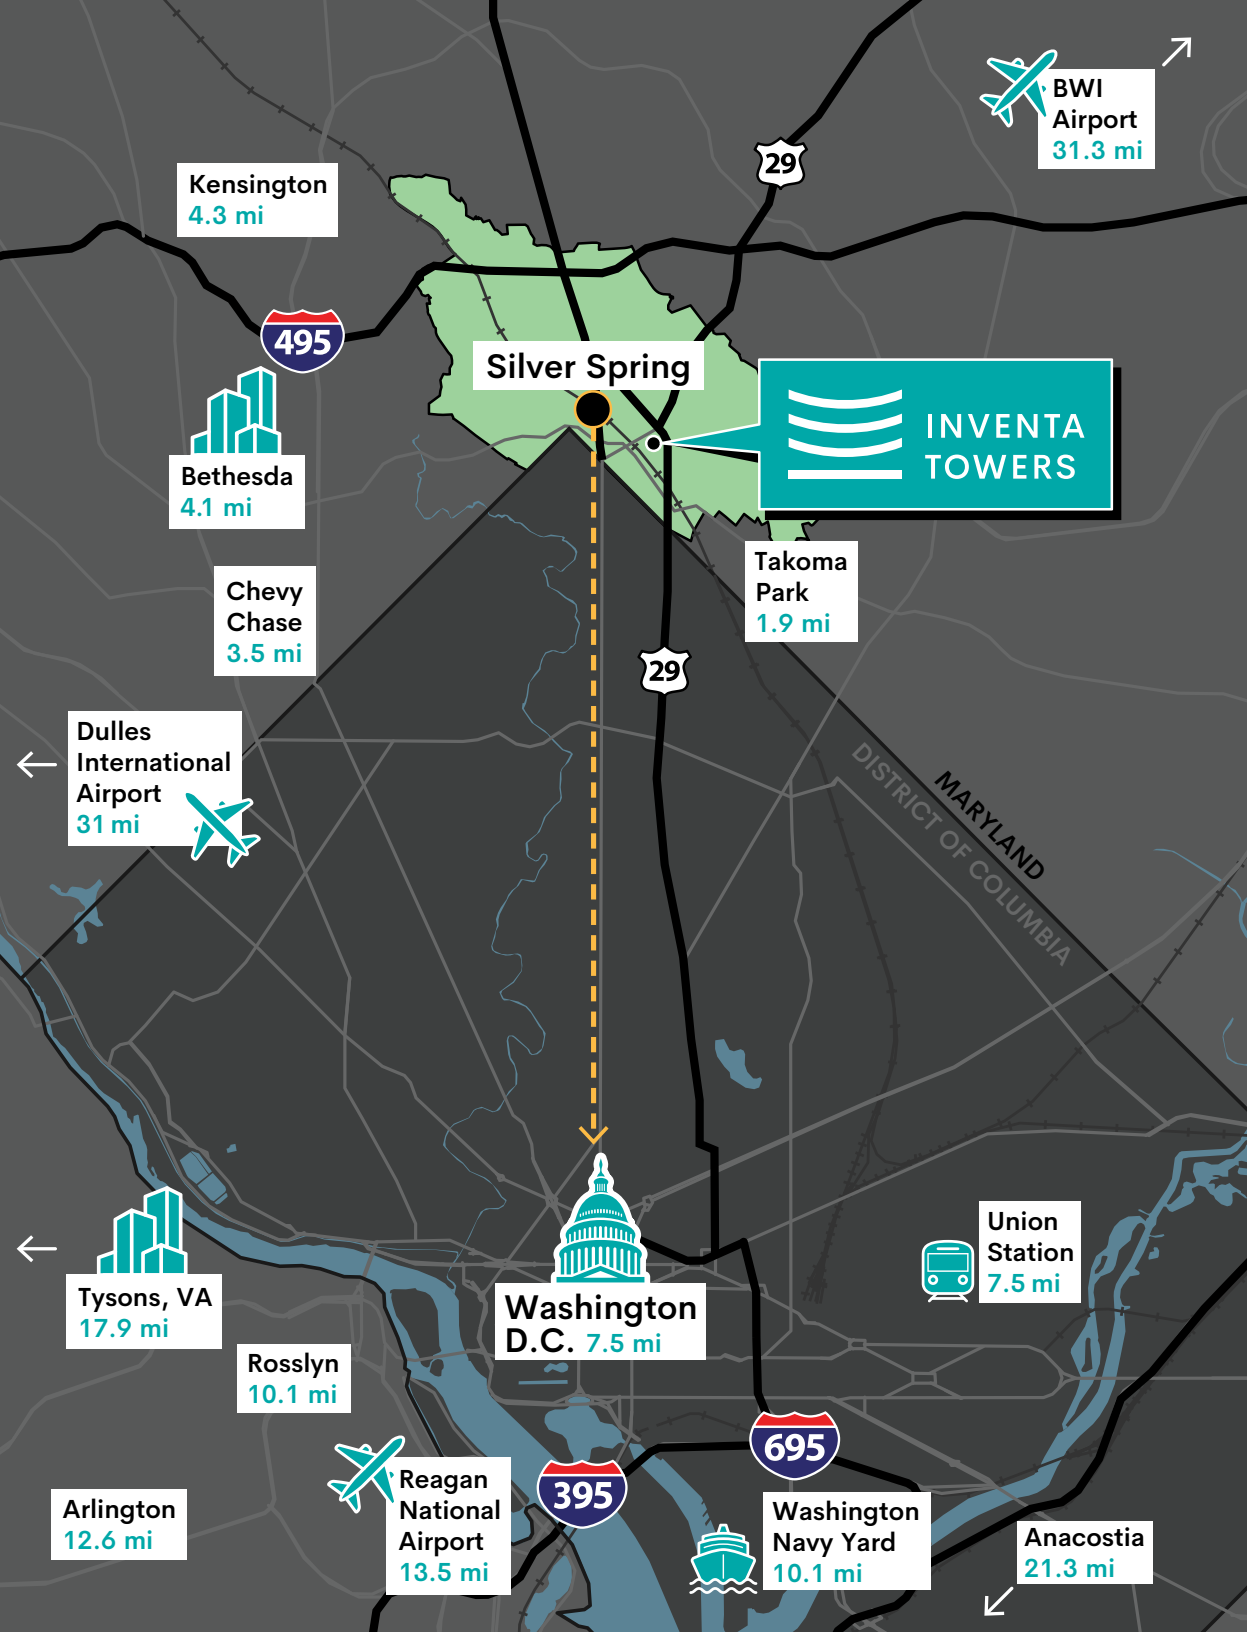 BWI
Airport
31.3 mi
29
Kensington
4.3 mi
495
Silver Spring
INVENTA
TOWERS
Bethesda
4.1 mi
Takoma
Park
1.9 mi
Chevy
Chase
3.5 mi
29
Dulles
International
Airport
31 mi
MARYLAND
DISTRICT OF COLUMBIA
Union
Station
7.5 mi
Tysons, VA
17.9 mi
Washington
D.C. 7.5 mi
Rosslyn
10.1 mi
695
Reagan
National
Airport
13.5 mi
395
Arlington
12.6 mi
Washington
Navy Yard
10.1 mi
Anacostia
21.3 mi